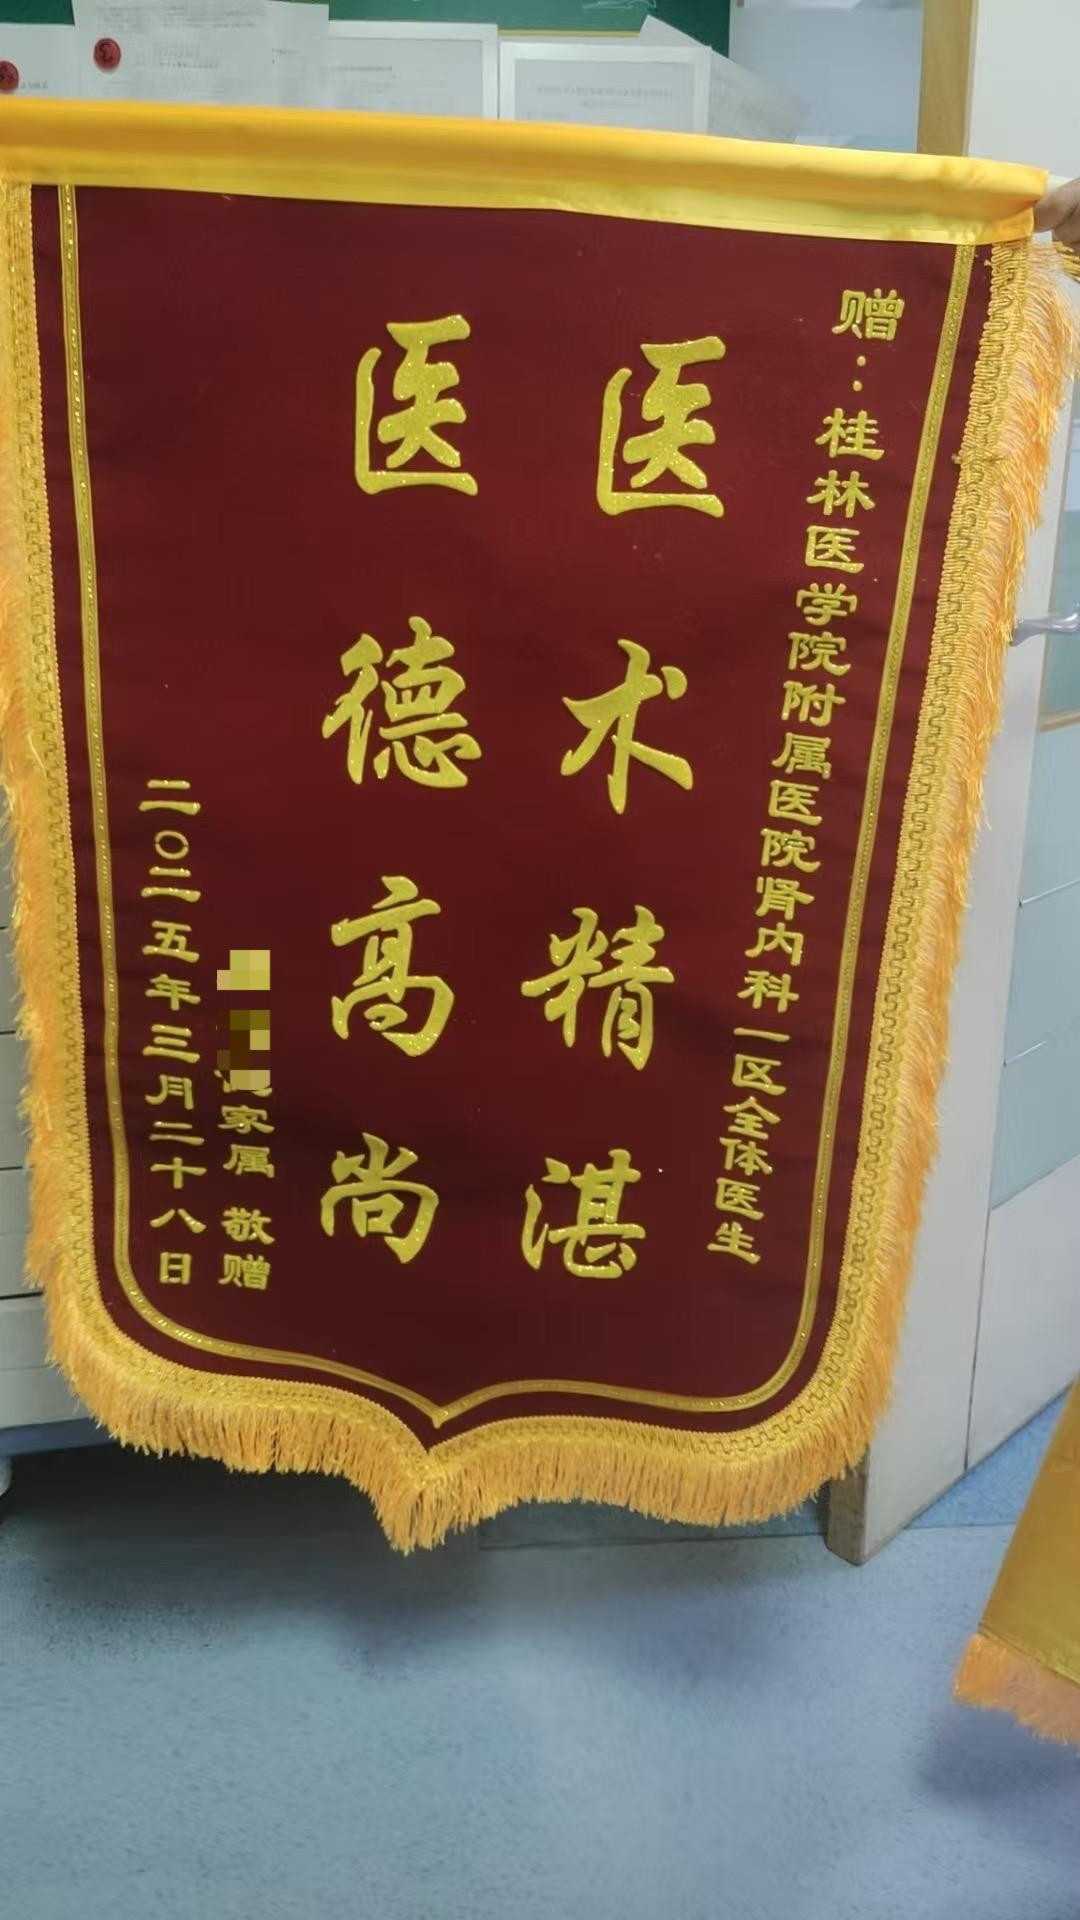 赠：桂林医学院附属医院肾内科一区全体医生
医术精湛
医德高尚
家属 敬赠
二〇二五年三月二十八日